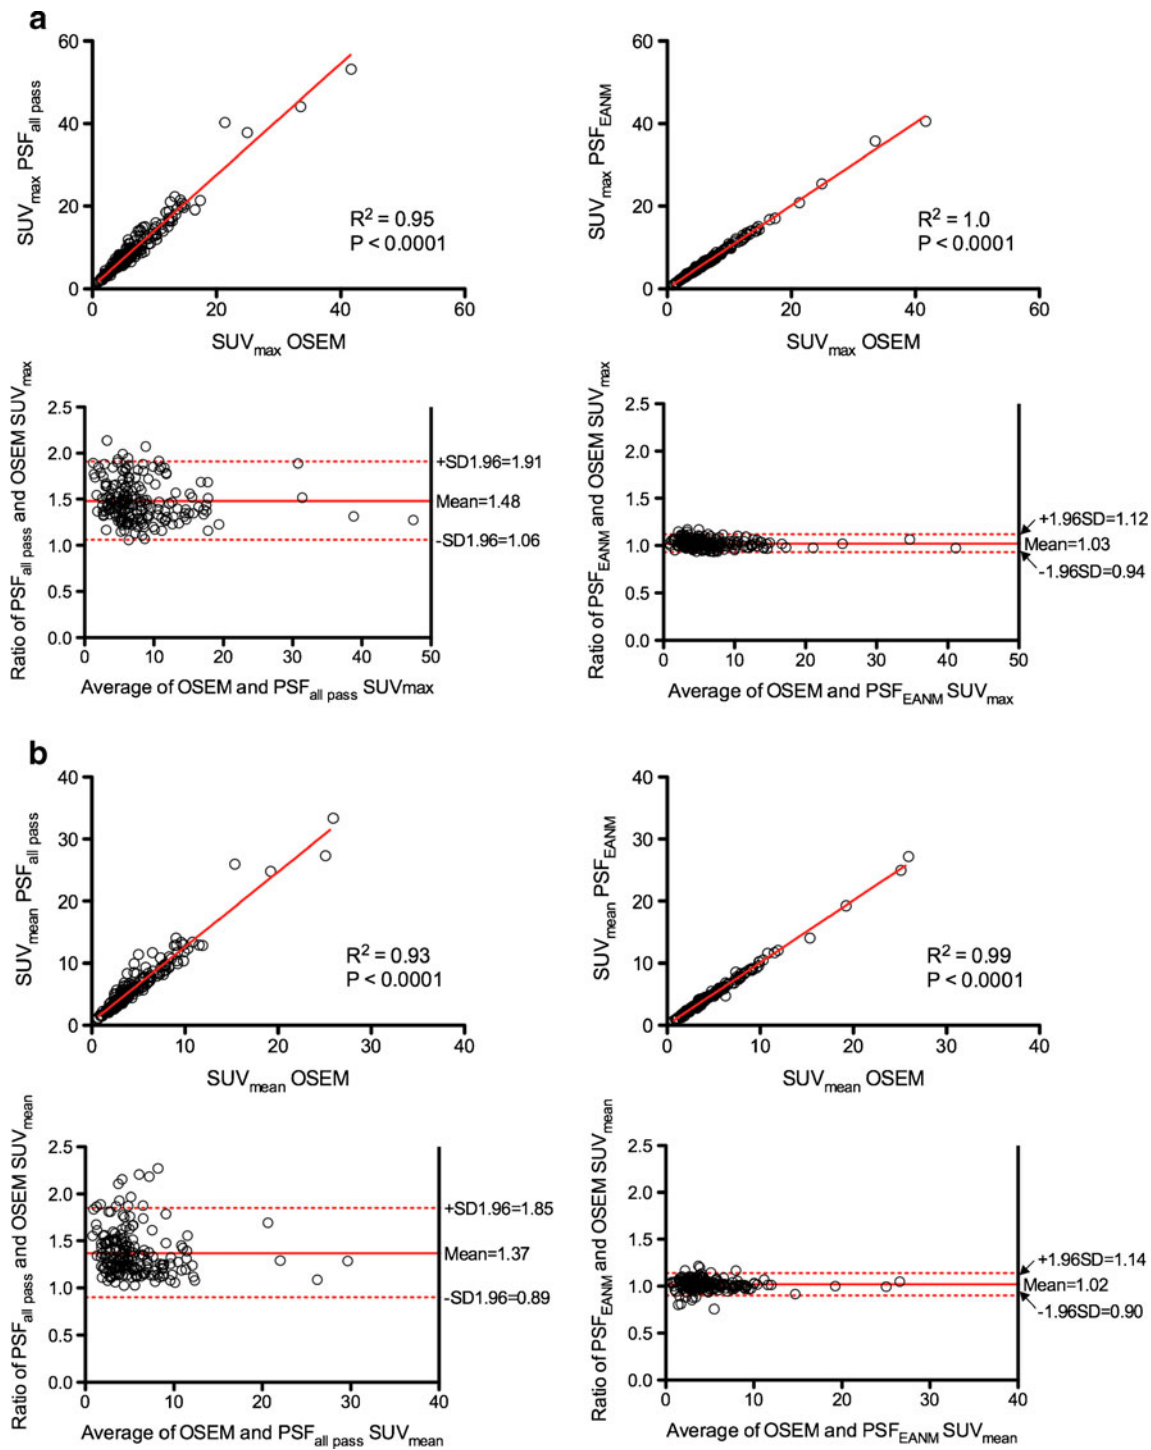 a
60
40
20
0
0 20 40 60
SUVmax PSFall pass
SUVmax OSEM
R2 = 0.95
P < 0.0001
60
40
20
0
0 20 40 60
SUVmax PSFEANM
SUVmax OSEM
R2 = 1.0
P < 0.0001
2.5
2.0
1.5
1.0
0.5
0.0
0 10 20 30 40 50
Ratio of PSFall pass and OSEM SUVmax
Average of OSEM and PSFall pass SUVmax
+SD1.96=1.91
Mean=1.48
-SD1.96=1.06
2.5
2.0
1.5
1.0
0.5
0.0
0 10 20 30 40 50
Ratio of PSFEANM and OSEM SUVmax
Average of OSEM and PSFEANM SUVmax
+1.96SD=1.12
Mean=1.03
-1.96SD=0.94
b
40
30
20
10
0
0 10 20 30 40
SUVmean PSFall pass
SUVmean OSEM
R2 = 0.93
P < 0.0001
40
30
20
10
0
0 10 20 30 40
SUVmean PSFEANM
SUVmean OSEM
R2 = 0.99
P < 0.0001
2.5
2.0
1.5
1.0
0.5
0.0
0 10 20 30 40
Ratio of PSFall pass and OSEM SUVmean
Average of OSEM and PSFall pass SUVmean
+SD1.96=1.85
Mean=1.37
-SD1.96=0.89
2.5
2.0
1.5
1.0
0.5
0.0
0 10 20 30 40
Ratio of PSFEANM and OSEM SUVmean
Average of OSEM and PSFEANM SUVmean
+1.96SD=1.14
Mean=1.02
-1.96SD=0.90